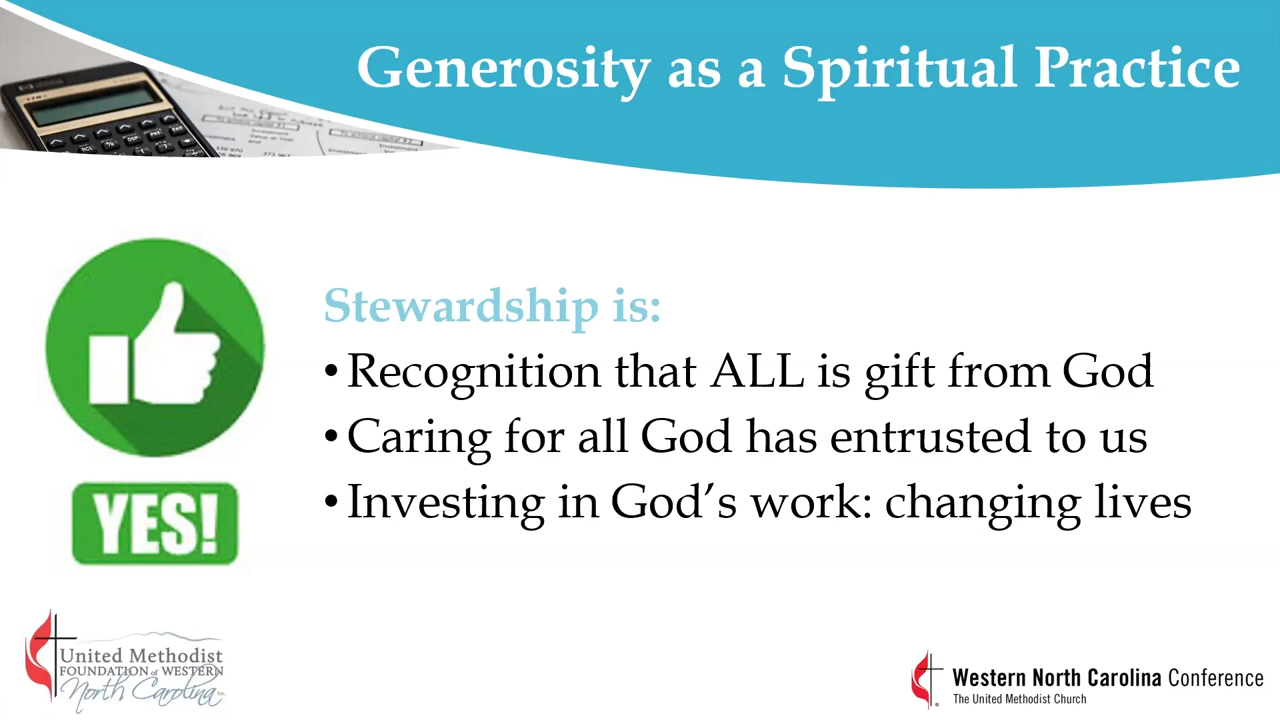 Generosity as a Spiritual Practice
Stewardship is:
• Recognition that ALL is gift from God
• Caring for all God has entrusted to us
• Investing in God’s work: changing lives
YES!
United Methodist
FOUNDATION of WESTERN
North Carolina
Western North Carolina Conference
The United Methodist Church